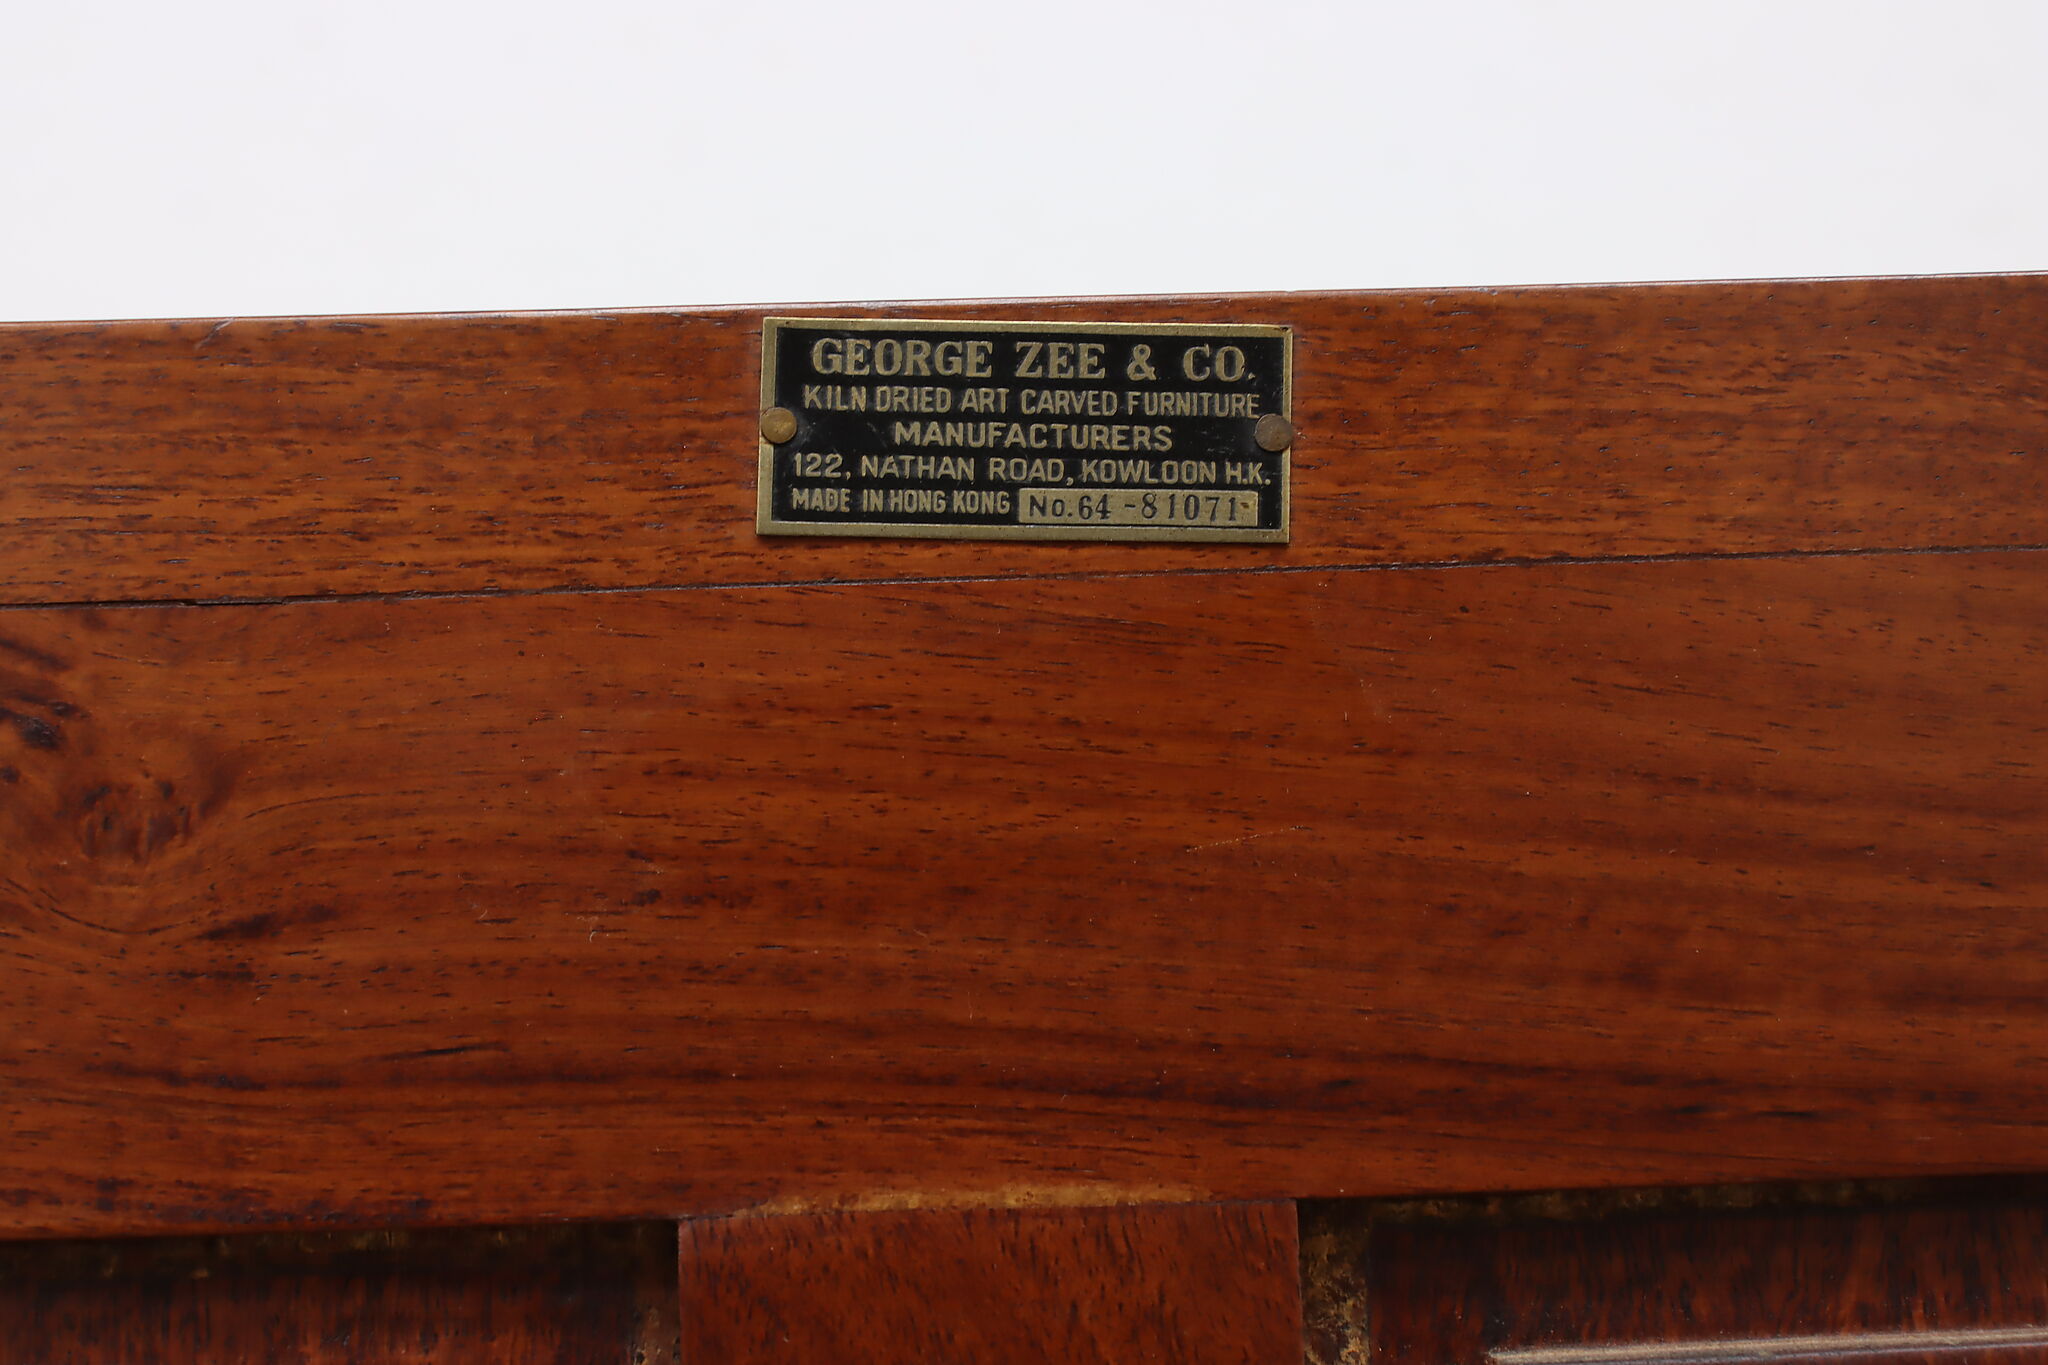 GEORGE ZEE & CO.
KILN DRIED ART CARVED FURNITURE
MANUFACTURERS
122, NATHAN ROAD, KOWLOON H.K.
MADE IN HONG KONG No. 64 - 81071